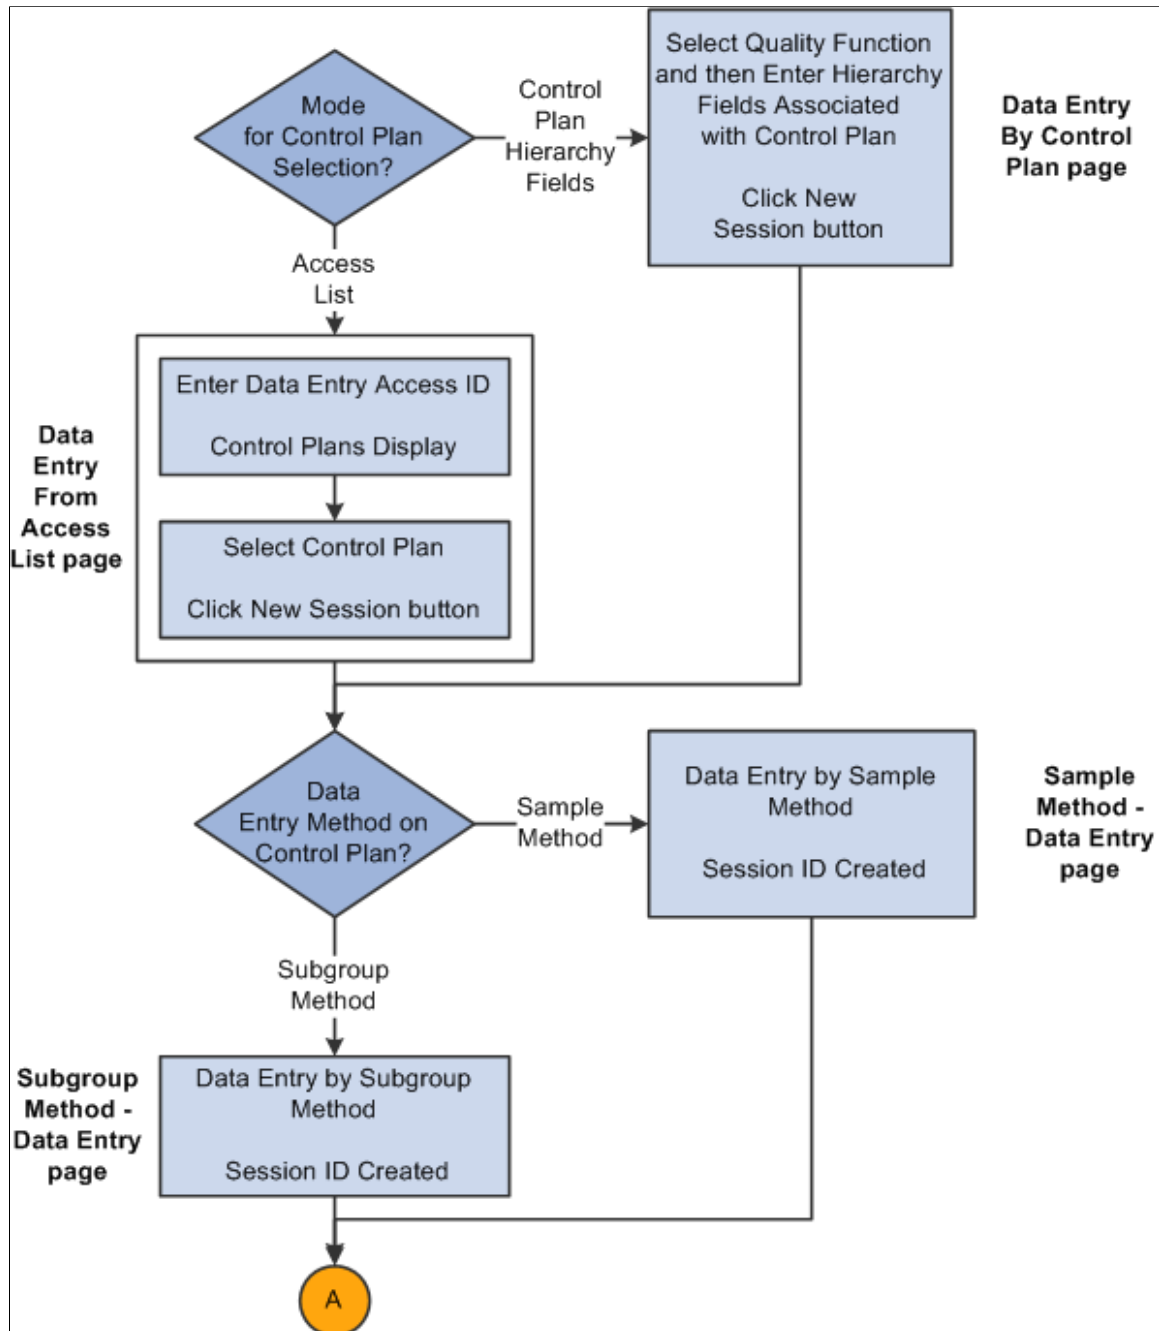 Mode
for Control Plan
Selection?
Control
Plan
Hierarchy
Fields
Select Quality Function
and then Enter Hierarchy
Fields Associated
with Control Plan
Click New
Session button
Data Entry
By Control
Plan page
Access
List
Data
Entry
From
Access
List page
Enter Data Entry Access ID
Control Plans Display
Select Control Plan
Click New Session button
Data
Entry Method on
Control Plan?
Sample
Method
Data Entry by Sample
Method
Session ID Created
Sample
Method -
Data Entry
page
Subgroup
Method
Subgroup
Method -
Data Entry
page
Data Entry by Subgroup
Method
Session ID Created
A